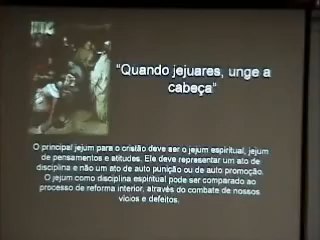 “Quando jejuares, unge a
cabeça”
O principal jejum para o cristão deve ser o jejum espiritual, jejum
de pensamentos e atitudes. Ele deve representar um ato de
disciplina e não um ato de auto punição ou de auto promoção.
O jejum como disciplina espiritual pode ser comparado ao
processo de reforma interior, através do combate de nossos
vícios e defeitos.